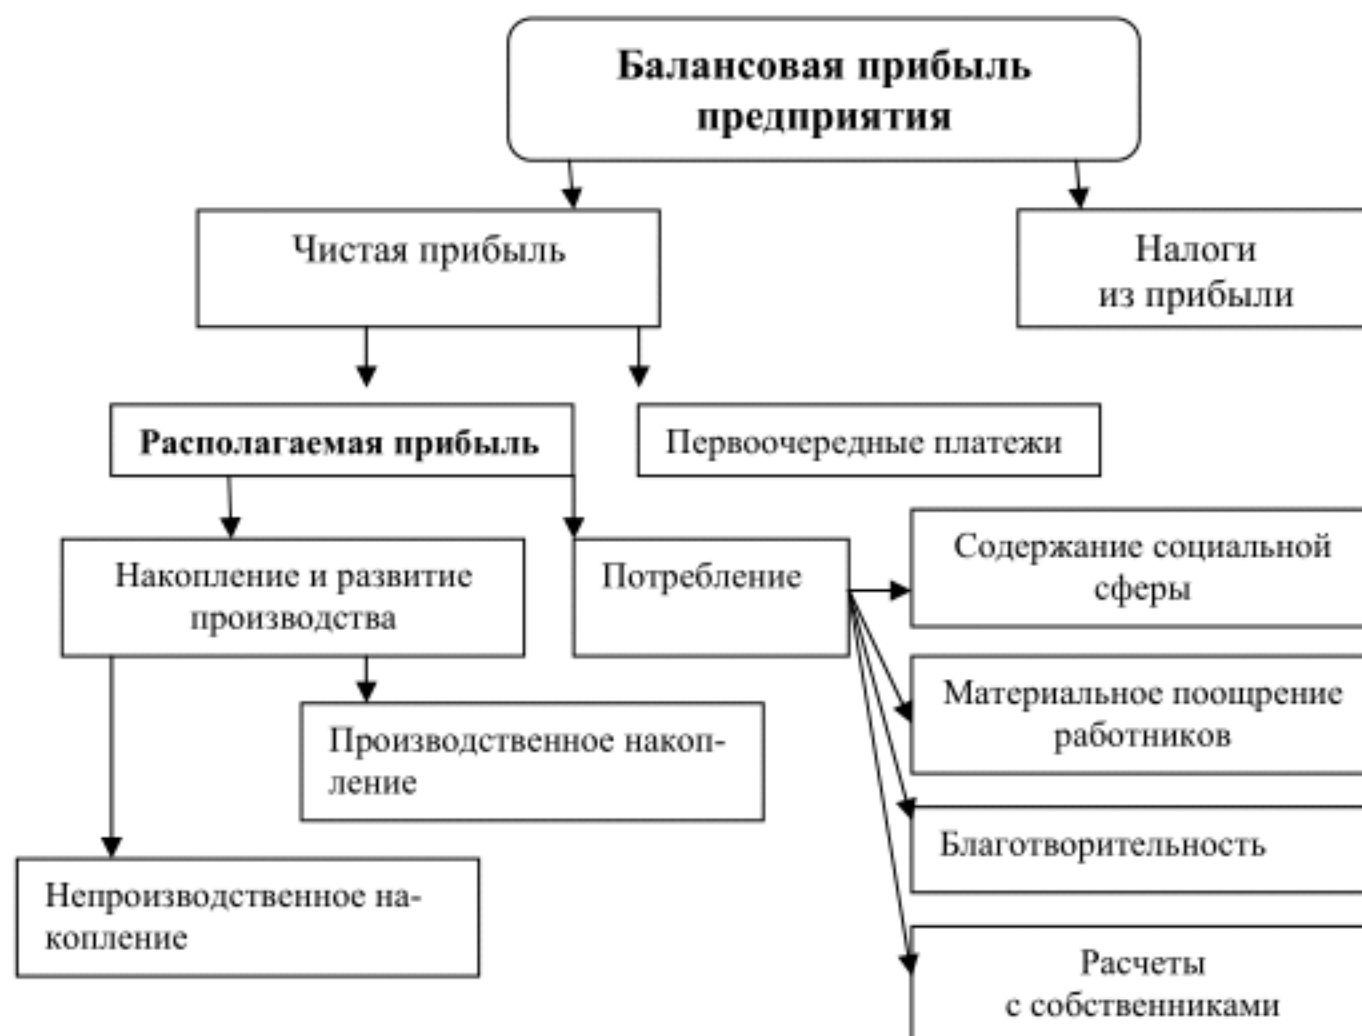 Балансовая прибыль
предприятия
Чистая прибыль
Налоги
из прибыли
Располагаемая прибыль
Первоочередные платежи
Накопление и развитие
производства
Потребление
Содержание социальной
сферы
Материальное поощрение
работников
Производственное накоп-
ление
Благотворительность
Непроизводственное на-
копление
Расчеты
с собственниками